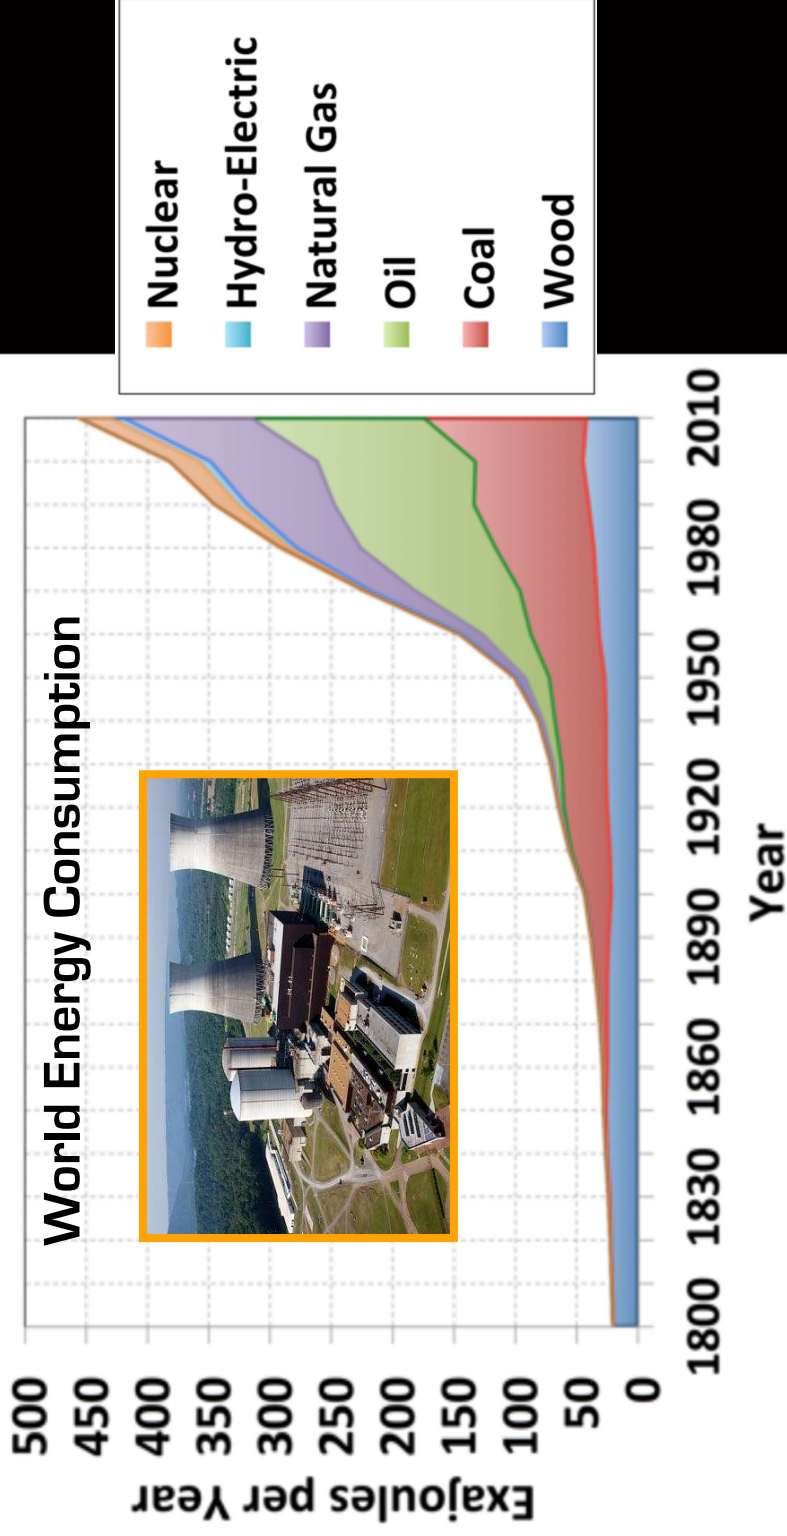 World Energy Consumption
Exajoules per Year
500
450
400
350
300
250
200
150
100
50
0
1800 1830 1860 1890 1920 1950 1980 2010
Year
Nuclear
Hydro-Electric
Natural Gas
Oil
Coal
Wood